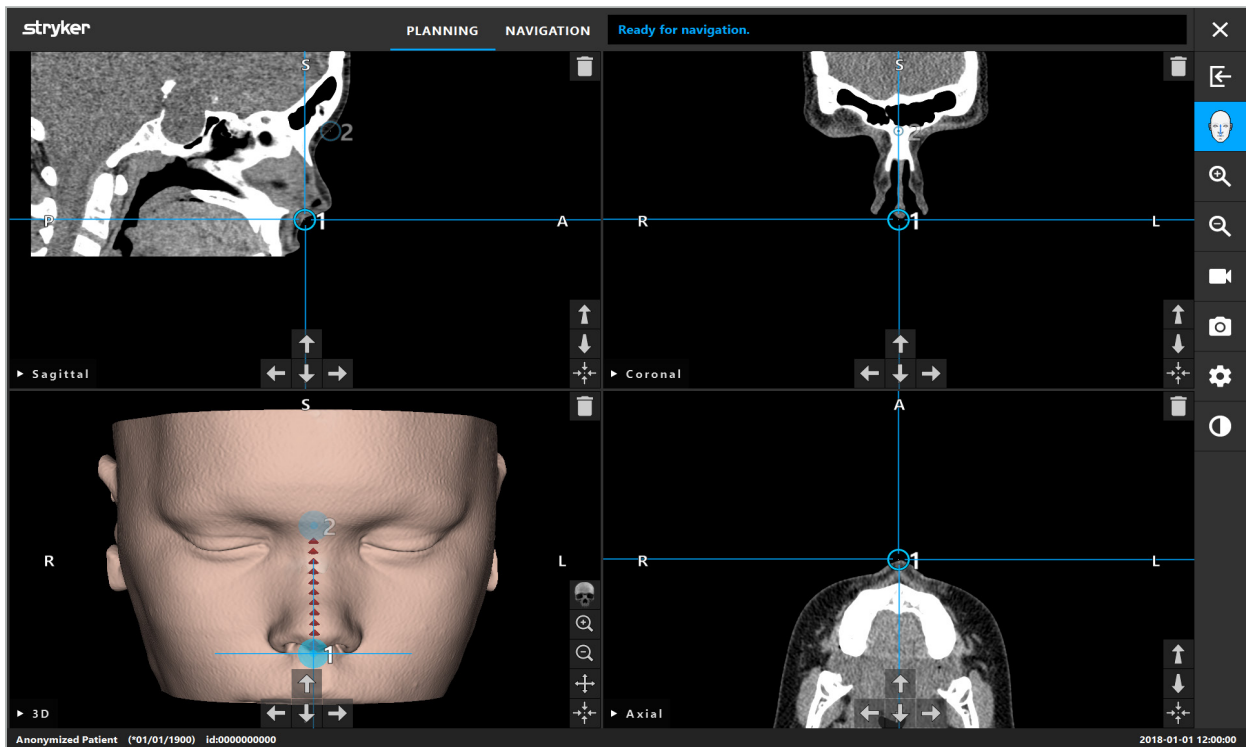 stryker PLANNING NAVIGATION Ready for navigation.
S
2
P 1 A
Sagittal
S
2
R 1 L
Coronal
S
2
R L
1
3D
A
R 1 L
Axial
Anonymized Patient (*01/01/1900) id:0000000000 2018-01-01 12:00:00